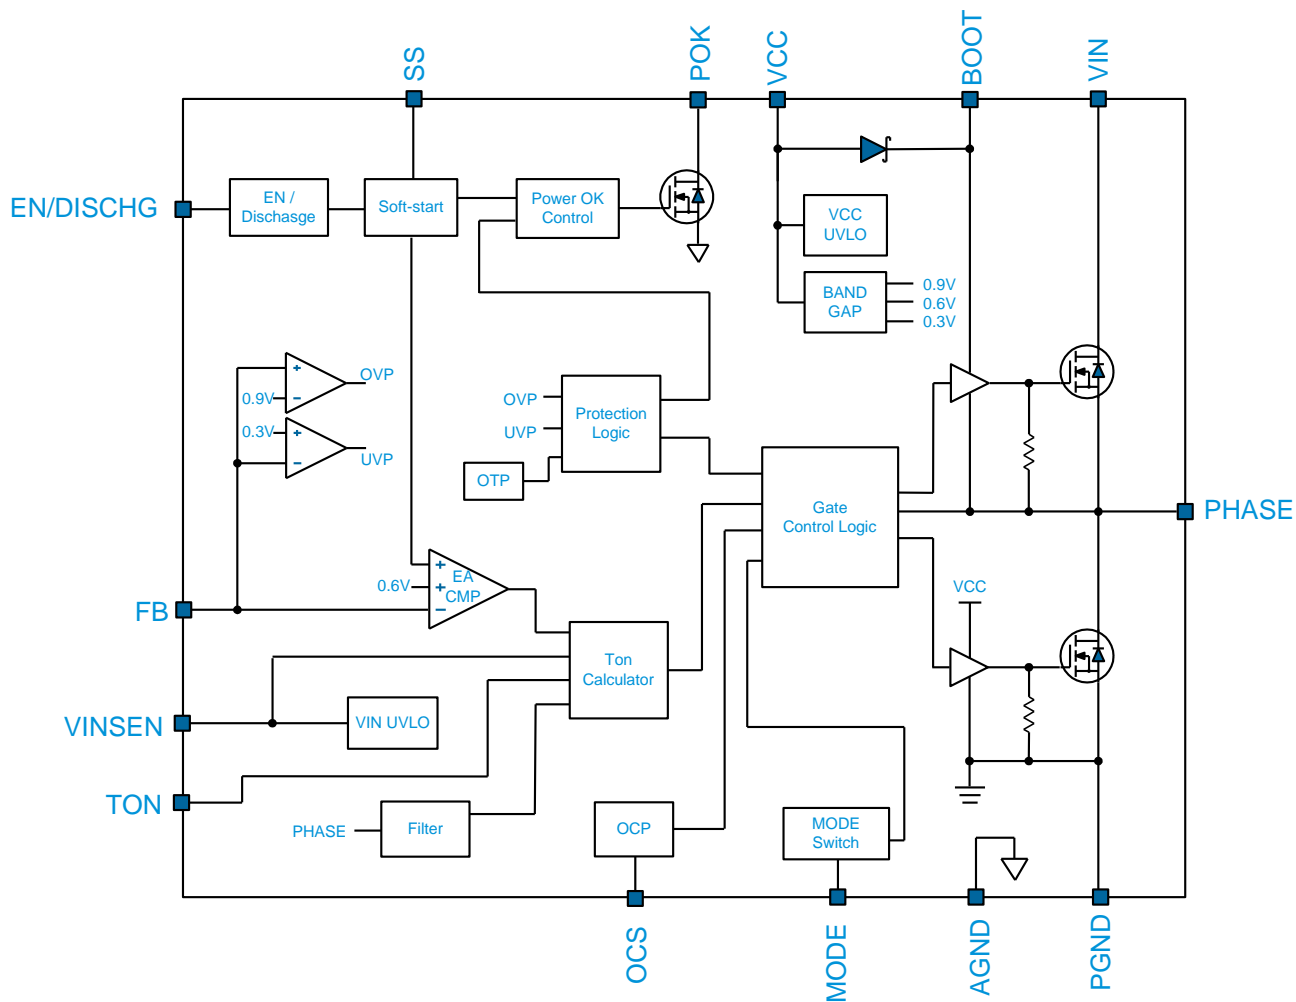 SS
POK
VCC
BOOT
VIN
EN/DISCHG
EN /
Dischasge
Soft-start
Power OK
Control
VCC
UVLO
BAND
GAP
0.9V
0.6V
0.3V
+
0.9V
−
OVP
0.3V
+
−
UVP
OVP
UVP
OTP
Protection
Logic
Gate
Control Logic
PHASE
FB
+
0.6V
+
−
EA
CMP
VCC
Ton
Calculator
VINSEN
VIN UVLO
TON
PHASE
Filter
OCP
MODE
Switch
OCS
MODE
AGND
PGND